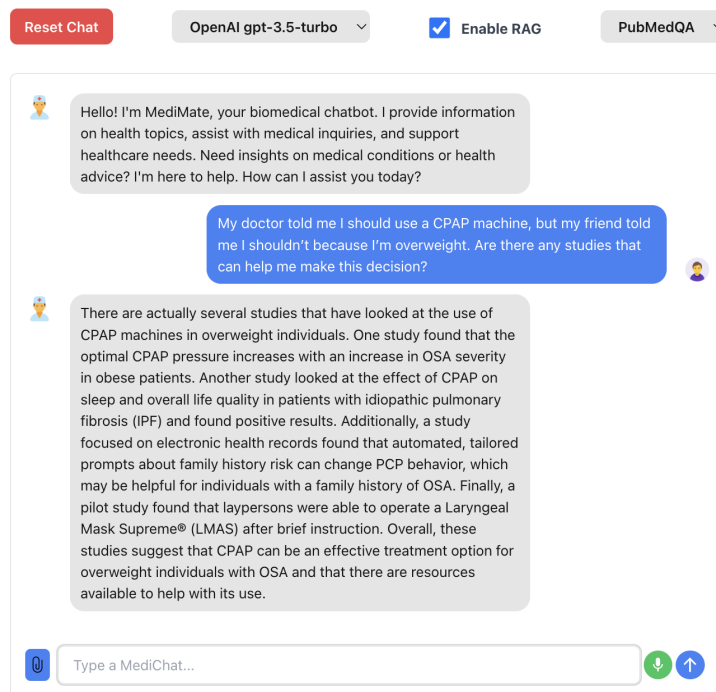 Reset Chat
OpenAI gpt-3.5-turbo
Enable RAG
PubMedQA
Hello! I'm MediMate, your biomedical chatbot. I provide information
on health topics, assist with medical inquiries, and support
healthcare needs. Need insights on medical conditions or health
advice? I'm here to help. How can I assist you today?
My doctor told me I should use a CPAP machine, but my friend told
me I shouldn't because I'm overweight. Are there any studies that
can help me make this decision?
There are actually several studies that have looked at the use of
CPAP machines in overweight individuals. One study found that the
optimal CPAP pressure increases with an increase in OSA severity
in obese patients. Another study looked at the effect of CPAP on
sleep and overall life quality in patients with idiopathic pulmonary
fibrosis (IPF) and found positive results. Additionally, a study
focused on electronic health records found that automated, tailored
prompts about family history risk can change PCP behavior, which
may be helpful for individuals with a family history of OSA. Finally, a
pilot study found that laypersons were able to operate a Laryngeal
Mask Supreme® (LMAS) after brief instruction. Overall, these
studies suggest that CPAP can be an effective treatment option for
overweight individuals with OSA and that there are resources
available to help with its use.
Type a MediChat...